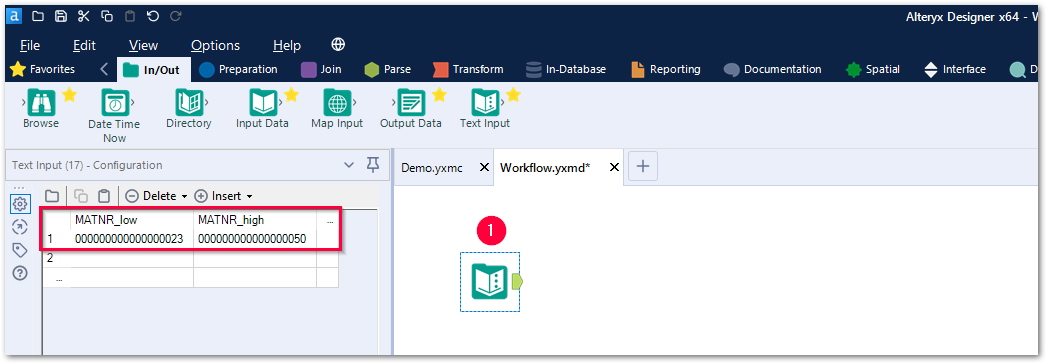 a
Alteryx Designer x64 - W
File Edit View Options Help
Favorites In/Out Preparation Join Parse Transform In-Database Reporting Documentation Spatial Interface D
Browse Date Time Now Directory Input Data Map Input Output Data Text Input
Text Input (17) - Configuration
Demo.yxmc Workflow.yxmd*
Delete Insert
MATNR_low MATNR_high ...
1 000000000000000023 000000000000000050
2
...
1